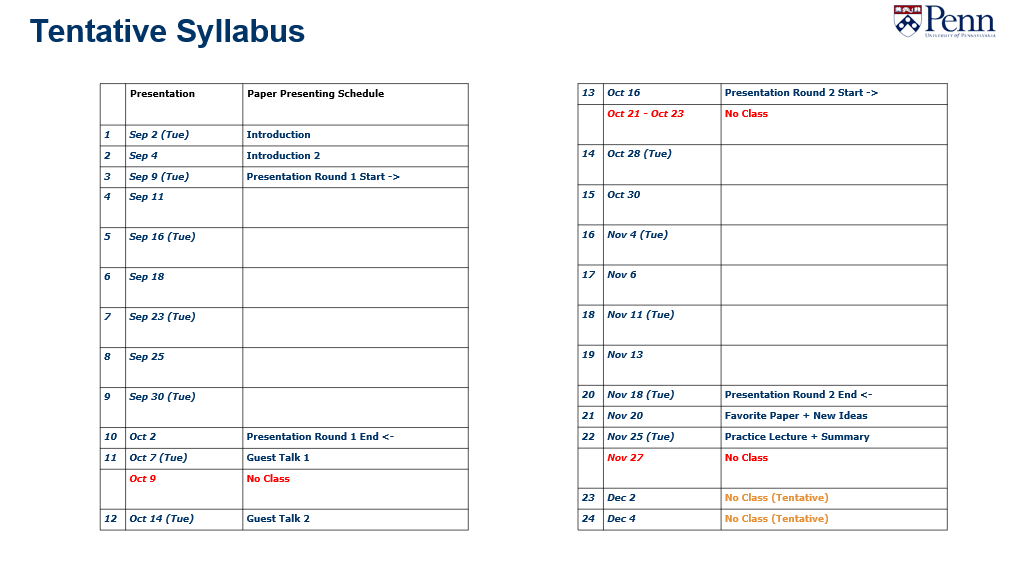 Tentative Syllabus
Penn
University of Pennsylvania
Presentation Paper Presenting Schedule
1 Sep 2 (Tue) Introduction
2 Sep 4 Introduction 2
3 Sep 9 (Tue) Presentation Round 1 Start ->
4 Sep 11
5 Sep 16 (Tue)
6 Sep 18
7 Sep 23 (Tue)
8 Sep 25
9 Sep 30 (Tue)
10 Oct 2 Presentation Round 1 End <-
11 Oct 7 (Tue) Guest Talk 1
Oct 9 No Class
12 Oct 14 (Tue) Guest Talk 2
13 Oct 16 Presentation Round 2 Start ->
Oct 21 - Oct 23 No Class
14 Oct 28 (Tue)
15 Oct 30
16 Nov 4 (Tue)
17 Nov 6
18 Nov 11 (Tue)
19 Nov 13
20 Nov 18 (Tue) Presentation Round 2 End <-
21 Nov 20 Favorite Paper + New Ideas
22 Nov 25 (Tue) Practice Lecture + Summary
Nov 27 No Class
23 Dec 2 No Class (Tentative)
24 Dec 4 No Class (Tentative)